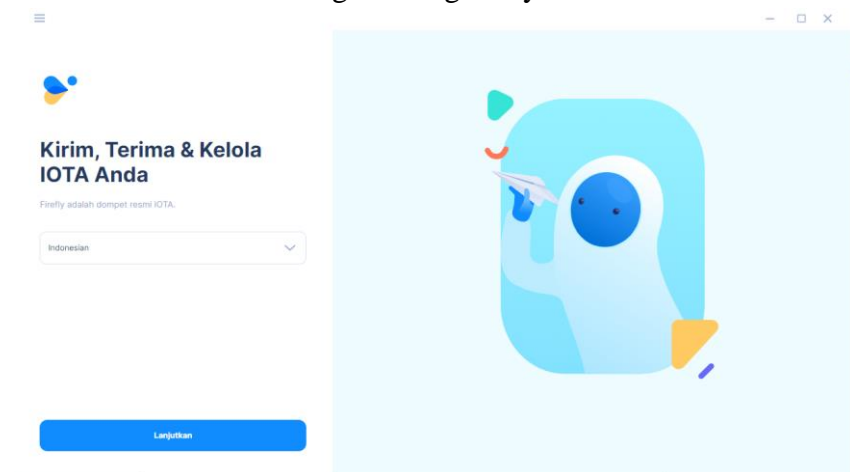 Kirim, Terima & Kelola
IOTA Anda
Firefly adalah dompet resmi IOTA.
Indonesian
Lanjutkan